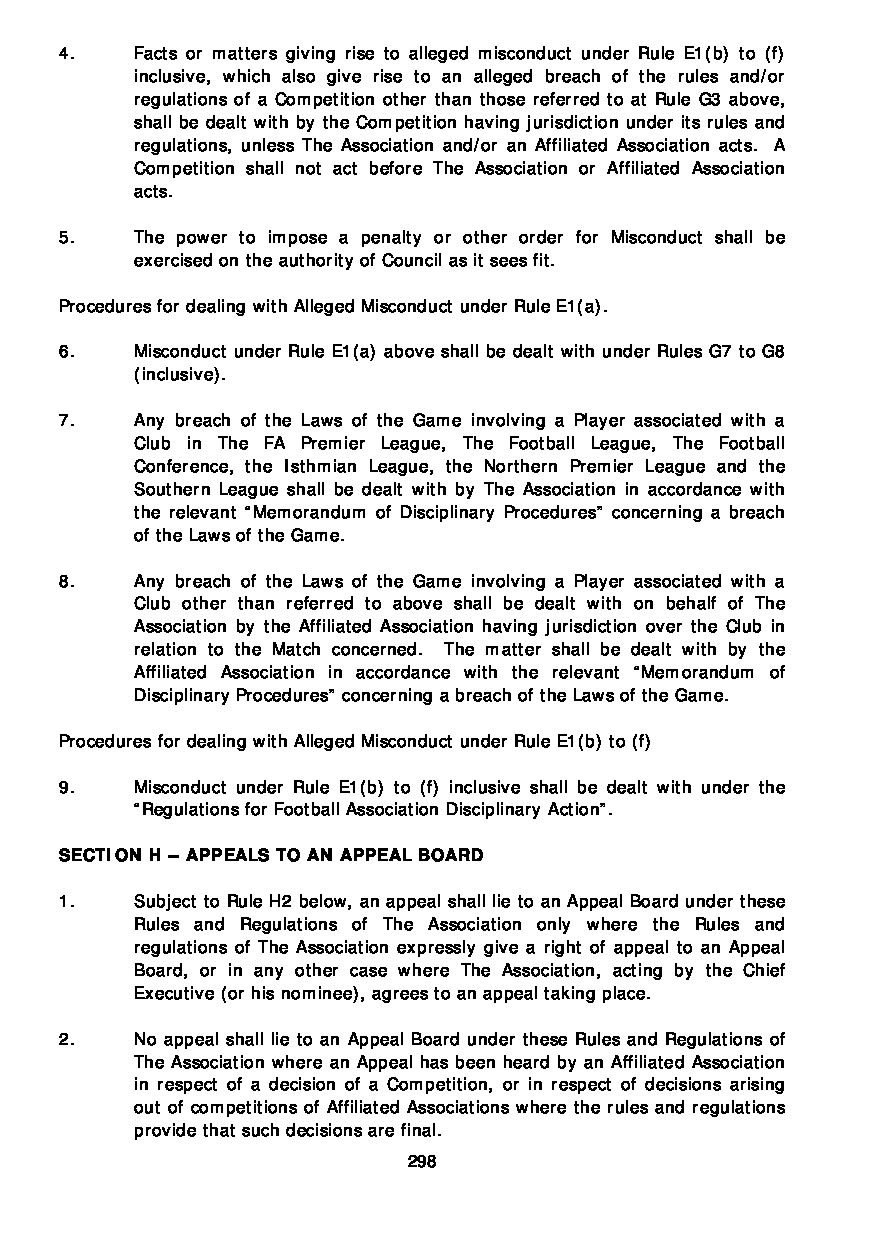 4. Facts or matters giving rise to alleged misconduct under Rule E1(b) to (f)
inclusive, which also give rise to an alleged breach of the rules and/or
regulations of a Competition other than those referred to at Rule G3 above,
shall be dealt with by the Competition having jurisdiction under its rules and
regulations, unless The Association and/or an Affiliated Association acts. A
Competition shall not act before The Association or Affiliated Association
acts.
5. The power to impose a penalty or other order for Misconduct shall be
exercised on the authority of Council as it sees fit.
Procedures for dealing with Alleged Misconduct under Rule E1(a).
6. Misconduct under Rule E1(a) above shall be dealt with under Rules G7 to G8
(inclusive).
7. Any breach of the Laws of the Game involving a Player associated with a
Club in The FA Premier League, The Football League, The Football
Conference, the Isthmian League, the Northern Premier League and the
Southern League shall be dealt with by The Association in accordance with
the relevant “Memorandum of Disciplinary Procedures” concerning a breach
of the Laws of the Game.
8. Any breach of the Laws of the Game involving a Player associated with a
Club other than referred to above shall be dealt with on behalf of The
Association by the Affiliated Association having jurisdiction over the Club in
relation to the Match concerned. The matter shall be dealt with by the
Affiliated Association in accordance with the relevant “Memorandum of
Disciplinary Procedures” concerning a breach of the Laws of the Game.
Procedures for dealing with Alleged Misconduct under Rule E1(b) to (f)
9. Misconduct under Rule E1(b) to (f) inclusive shall be dealt with under the
“Regulations for Football Association Disciplinary Action”.
SECTION H – APPEALS TO AN APPEAL BOARD
1. Subject to Rule H2 below, an appeal shall lie to an Appeal Board under these
Rules and Regulations of The Association only where the Rules and
regulations of The Association expressly give a right of appeal to an Appeal
Board, or in any other case where The Association, acting by the Chief
Executive (or his nominee), agrees to an appeal taking place.
2. No appeal shall lie to an Appeal Board under these Rules and Regulations of
The Association where an Appeal has been heard by an Affiliated Association
in respect of a decision of a Competition, or in respect of decisions arising
out of competitions of Affiliated Associations where the rules and regulations
provide that such decisions are final.
298